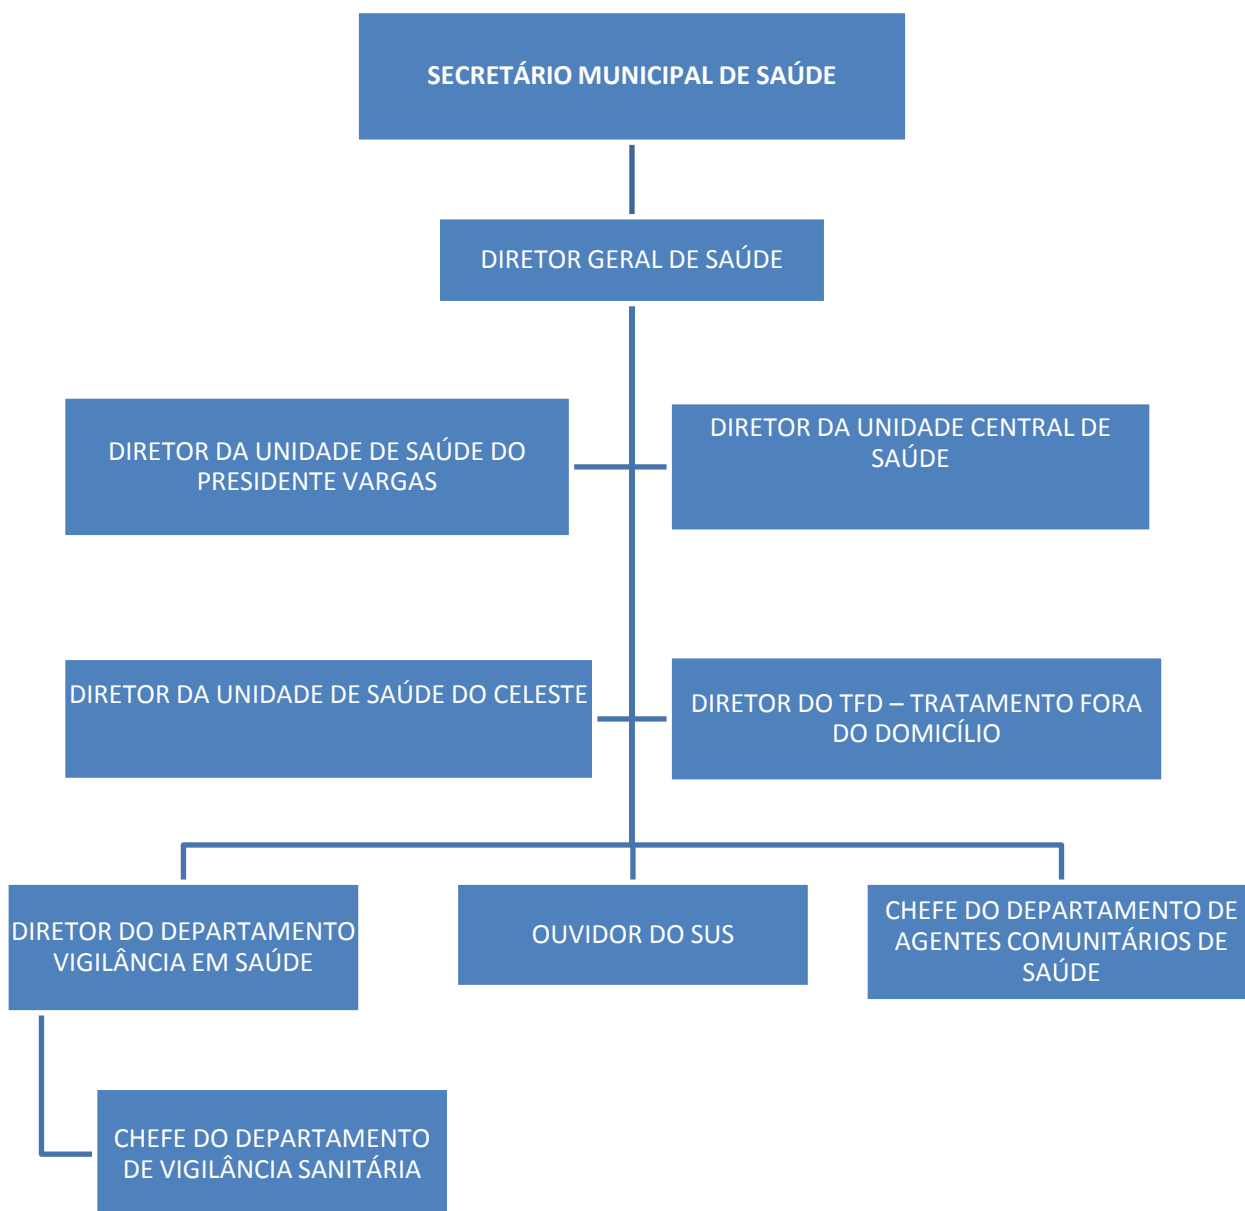 SECRETÁRIO MUNICIPAL DE SAÚDE
DIRETOR GERAL DE SAÚDE
DIRETOR DA UNIDADE DE SAÚDE DO
PRESIDENTE VARGAS
DIRETOR DA UNIDADE CENTRAL DE
SAÚDE
DIRETOR DA UNIDADE DE SAÚDE DO CELESTE
DIRETOR DO TFD – TRATAMENTO FORA
DO DOMICÍLIO
DIRETOR DO DEPARTAMENTO
VIGILÂNCIA EM SAÚDE
OUVIDOR DO SUS
CHEFE DO DEPARTAMENTO DE
AGENTES COMUNITÁRIOS DE
SAÚDE
CHEFE DO DEPARTAMENTO
DE VIGILÂNCIA SANITÁRIA